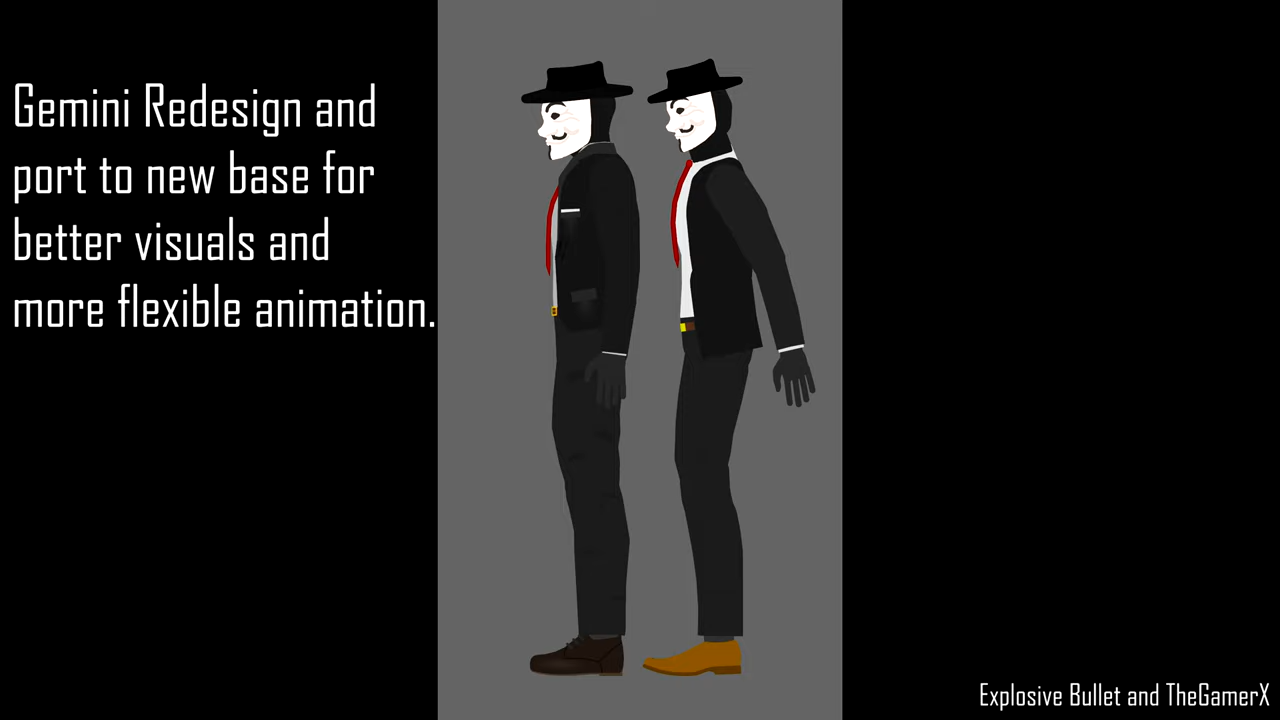 Gemini Redesign and
port to new base for
better visuals and
more flexible animation.
Explosive Bullet and TheGamerX